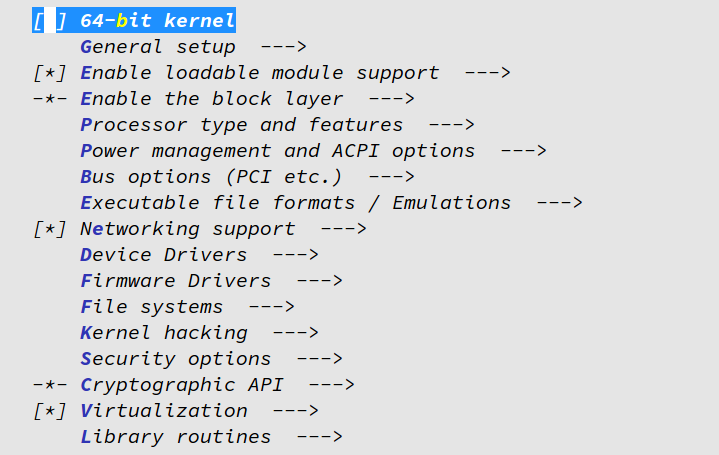 [ ] 64-bit kernel
General setup --->
[*] Enable loadable module support --->
-*- Enable the block layer --->
Processor type and features --->
Power management and ACPI options --->
Bus options (PCI etc.) --->
Executable file formats / Emulations --->
[*] Networking support --->
Device Drivers --->
Firmware Drivers --->
File systems --->
Kernel hacking --->
Security options --->
-*- Cryptographic API --->
[*] Virtualization --->
Library routines --->